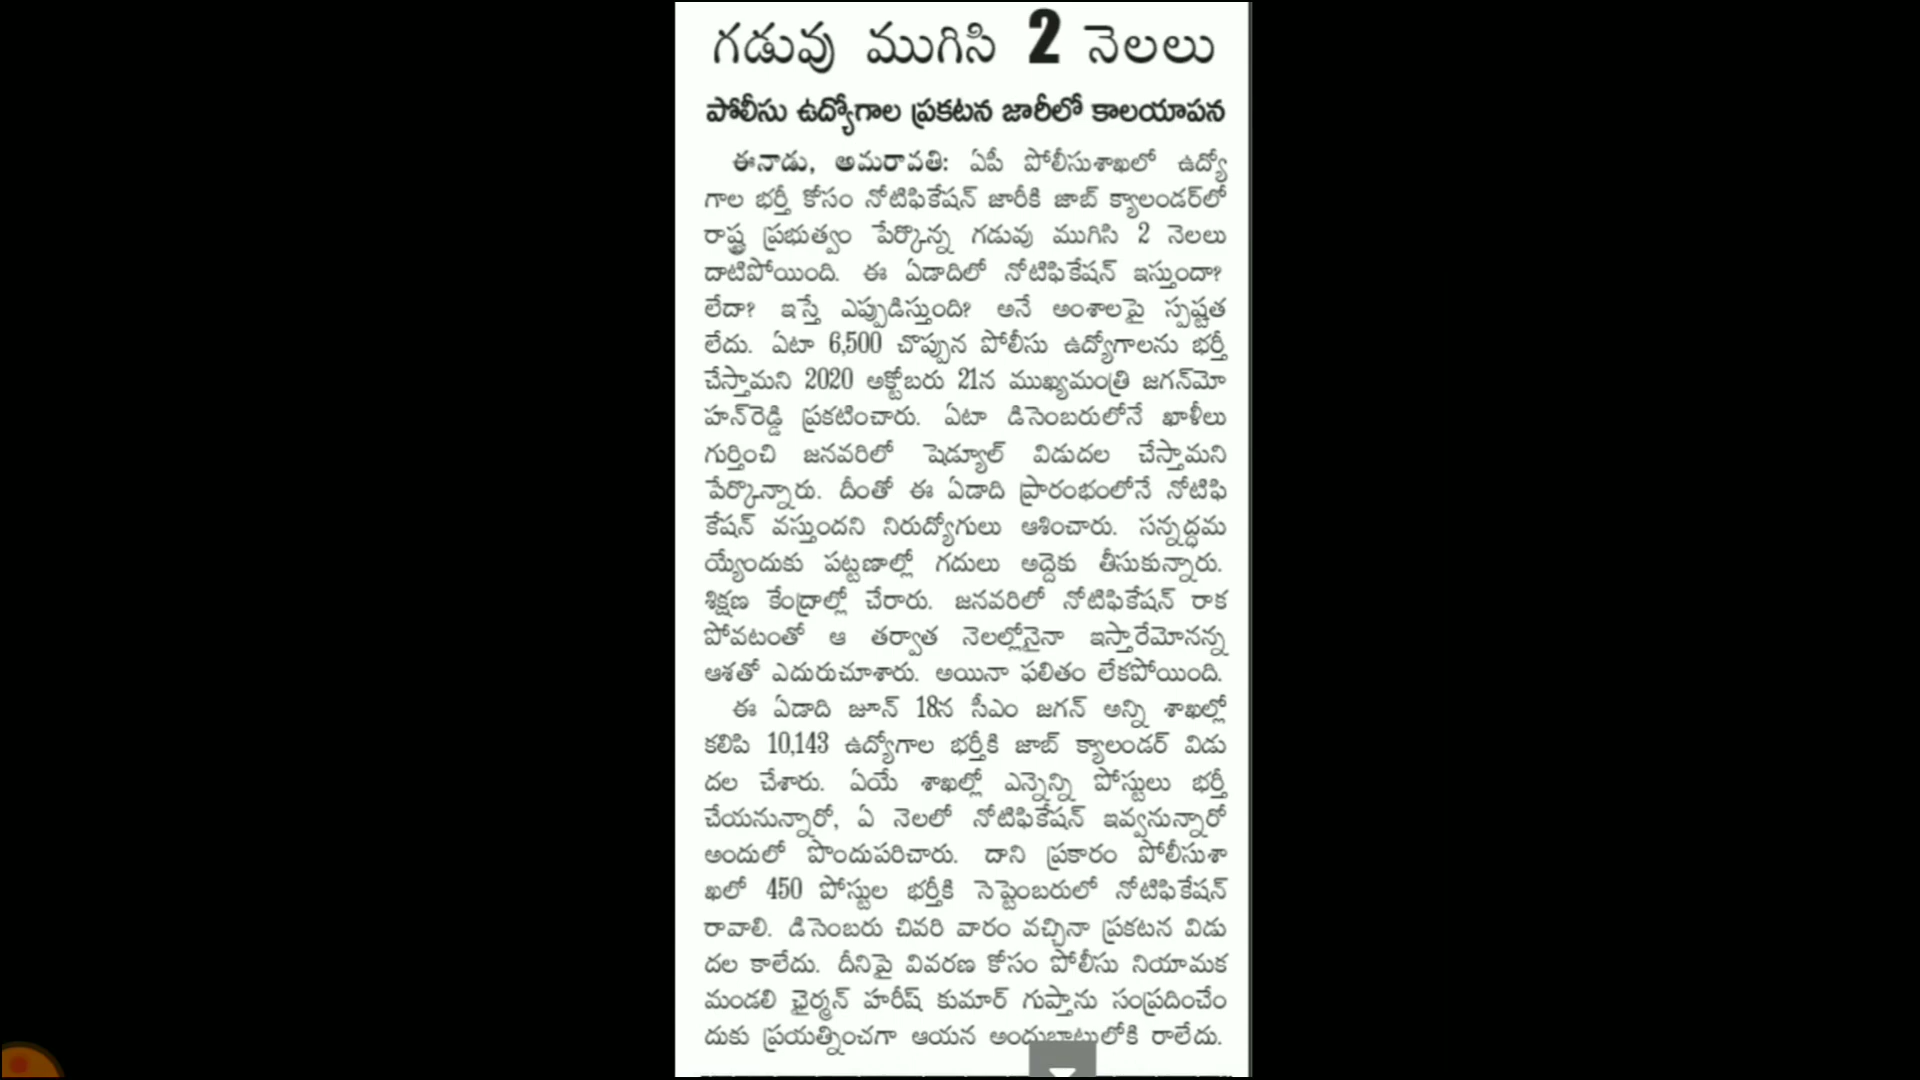 గడువు ముగిసి 2 నెలలు
పోలీసు ఉద్యోగాల ప్రకటన జారీలో కాలయాపన
ఈనాడు, అమరావతి: ఏపీ పోలీసుశాఖలో ఉద్యో
గాల భర్తీ కోసం నోటిఫికేషన్ జారీకి జాబ్ క్యాలండర్‌లో
రాష్ట్ర ప్రభుత్వం పేర్కొన్న గడువు ముగిసి 2 నెలలు
దాటిపోయింది. ఈ ఏడాదిలో నోటిఫికేషన్ ఇస్తుందా?
లేదా? ఇస్తే ఎప్పుడిస్తుంది? అనే అంశాలపై స్పష్టత
లేదు. ఏటా 6,500 చొప్పున పోలీసు ఉద్యోగాలను భర్తీ
చేస్తామని 2020 అక్టోబరు 21న ముఖ్యమంత్రి జగన్‌మో
హన్‌రెడ్డి ప్రకటించారు. ఏటా డిసెంబరులోనే ఖాళీలు
గుర్తించి జనవరిలో షెడ్యూల్ విడుదల చేస్తామని
పేర్కొన్నారు. దీంతో ఈ ఏడాది ప్రారంభంలోనే నోటిఫి
కేషన్ వస్తుందని నిరుద్యోగులు ఆశించారు. సన్నద్ధమ
య్యేందుకు పట్టణాల్లో గదులు అద్దెకు తీసుకున్నారు.
శిక్షణ కేంద్రాల్లో చేరారు. జనవరిలో నోటిఫికేషన్ రాక
పోవటంతో ఆ తర్వాత నెలల్లోనైనా ఇస్తారేమోనన్న
ఆశతో ఎదురుచూశారు. అయినా ఫలితం లేకపోయింది.
ఈ ఏడాది జూన్ 18న సీఎం జగన్ అన్ని శాఖల్లో
కలిపి 10,143 ఉద్యోగాల భర్తీకి జాబ్ క్యాలండర్ విడు
దల చేశారు. ఏయే శాఖల్లో ఎన్నెన్ని పోస్టులు భర్తీ
చేయనున్నారో, ఏ నెలలో నోటిఫికేషన్ ఇవ్వనున్నారో
అందులో పొందుపరిచారు. దాని ప్రకారం పోలీసుశా
ఖలో 450 పోస్టుల భర్తీకి సెప్టెంబరులో నోటిఫికేషన్
రావాలి. డిసెంబరు చివరి వారం వచ్చినా ప్రకటన విడు
దల కాలేదు. దీనిపై వివరణ కోసం పోలీసు నియామక
మండలి ఛైర్మన్ హరీష్ కుమార్ గుప్తాను సంప్రదించేం
దుకు ప్రయత్నించగా ఆయన అందుబాటులోకి రాలేదు.